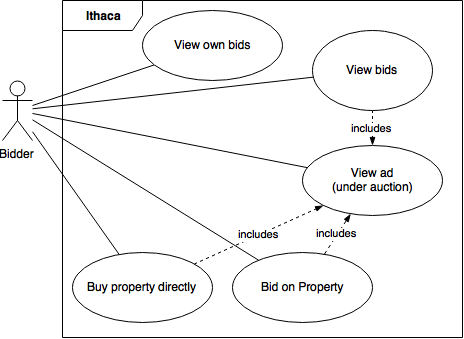 Ithaca
View own bids
View bids
includes
Bidder
View ad
(under auction)
includes
includes
Buy property directly
Bid on Property